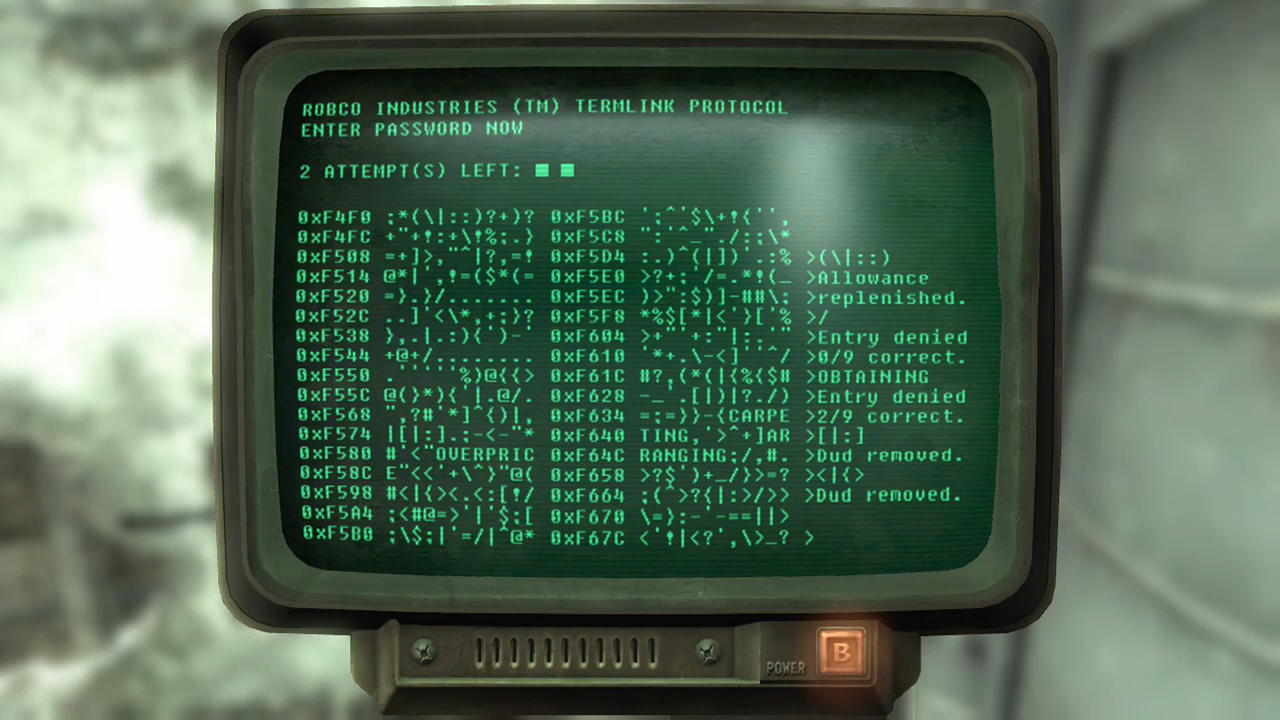 ROBCO INDUSTRIES (TM) TERMLINK PROTOCOL
ENTER PASSWORD NOW
2 ATTEMPT(S) LEFT: ■ ■
0xF4F0 ;*(\|::)?+)? 0xF5BC ':^'$\+!{'',
0xF4FC +"+!:+\!%;.} 0xF5C8 ":'^_"./::\*
0xF508 =+]>,"^|?,=! 0xF5D4 :.)^(|])'.:% >(\|::)
0xF514 @*|',!=($*(= 0xF5E0 >?+;'/=.*!(_ >Allowance
0xF520 =}.}/....... 0xF5EC )>":$)]-##\; >replenished.
0xF52C ..]'<\*,+;}? 0xF5F8 *%$[*|<'}['% >/
0xF538 },.|.:){')-' 0xF604 >+"'+:"|::'" >Entry denied
0xF544 +@+/........ 0xF610 '*+.\-<]''^/ >0/9 correct.
0xF550 .'''''%)@{{> 0xF61C #?,(*(|{%{$# >OBTAINING
0xF55C @(}*){'|.@/. 0xF628 -_'.[|)|?./) >Entry denied
0xF568 ",?#'*]^{)|, 0xF634 =;=}}-{CARPE >2/9 correct.
0xF574 |[|:].;-<-"* 0xF640 TING,'>^+]AR >[|:]
0xF580 #'<"OVERPRIC 0xF64C RANGING;/,#. >Dud removed.
0xF58C E"<<'+\^}"@( 0xF658 >?$')+_/}>=? ><|{>
0xF598 #<|{><.<:[!/ 0xF664 ;(^>?{|:>/>> >Dud removed.
0xF5A4 :<#@=>'|'$;[ 0xF670 \=}:-'-==||>
0xF5B0 ;\$;|'=/|^@* 0xF67C <'!|<?',\>_? >
POWER
B